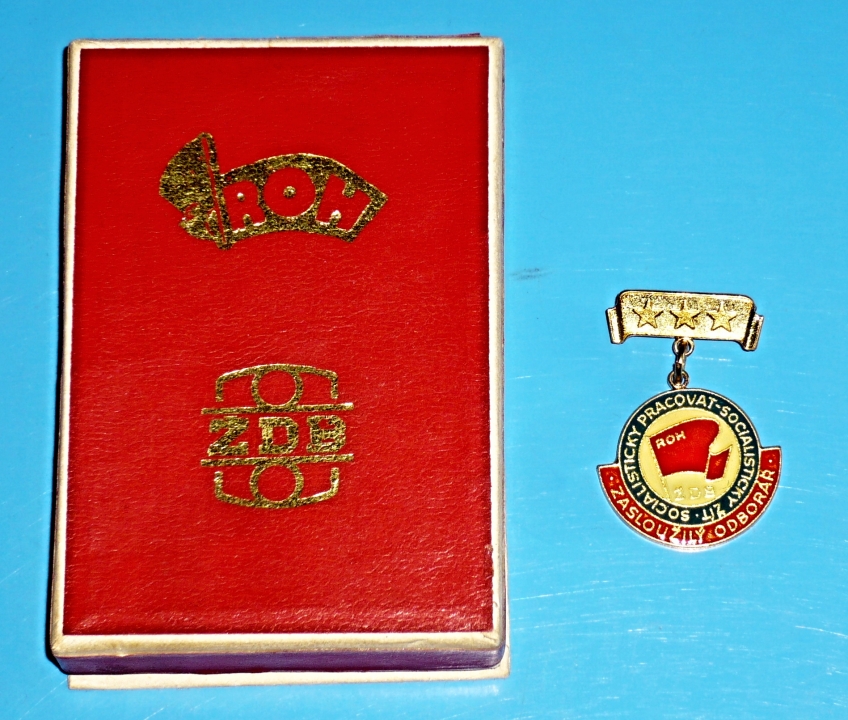 ROH
ZDB
SOCIALISTICKY PRACOVAT-SOCIALISTICKY ŽÍT·
ROH
ZDB
·ZASLOUŽILÝ ODBORÁŘ·